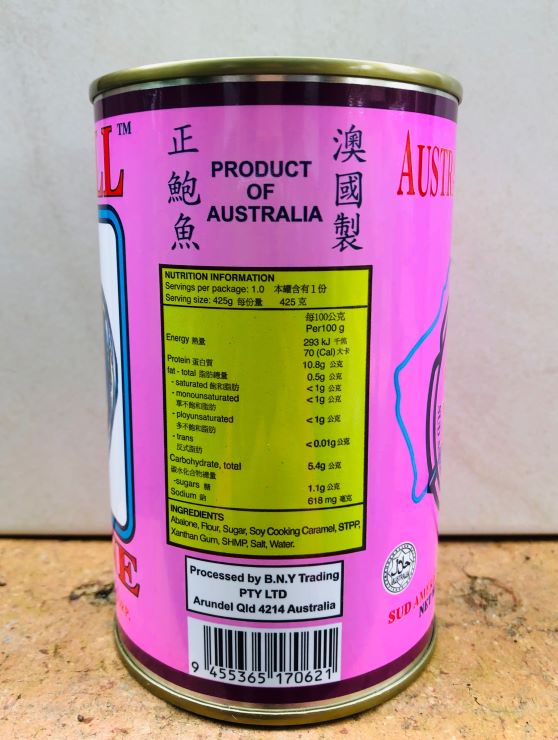 LL™
正鮑魚
PRODUCT
OF
AUSTRALIA
澳國製
AUST
NUTRITION INFORMATION
Servings per package: 1.0 本罐含有1份
Serving size: 425g 每份量 425 克
每100公克
Per100 g
Energy 熱量 293 kJ 千焦
70 (Cal) 大卡
Protein 蛋白質 10.8g 公克
fat - total 脂肪總量 0.5g 公克
- saturated 飽和脂肪 <1g 公克
- monounsaturated <1g 公克
單不飽和脂肪
- ployunsaturated <1g 公克
多不飽和脂肪
- trans <0.01g 公克
反式脂肪
Carbohydrate, total 5.4g 公克
碳水化合物總量
-sugars 糖 1.1g 公克
Sodium 鈉 618 mg 毫克
INGREDIENTS
Abalone, Flour, Sugar, Soy Cooking Caramel, STPP,
Xanthan Gum, SHMP, Salt, Water.
Processed by B.N.Y Trading
PTY LTD
Arundel Qld 4214 Australia
9 455365 170621
E
حلال
AUSTRALIA
SUD AM
NET